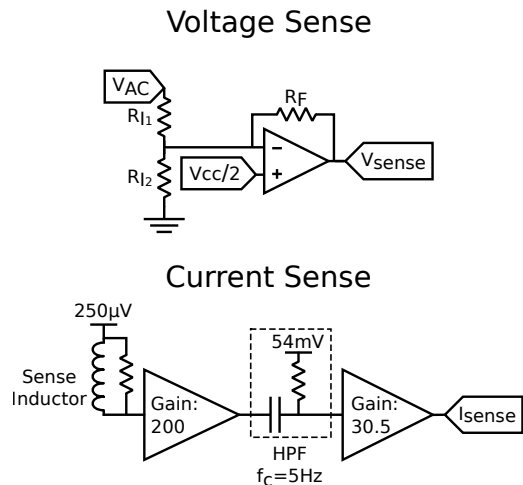 Voltage Sense
VAC
RI1
RF
RI2
Vcc/2
−
+
Vsense
Current Sense
250μV
54mV
Sense
Inductor
Gain:
200
Gain:
30.5
Isense
HPF
fC=5Hz